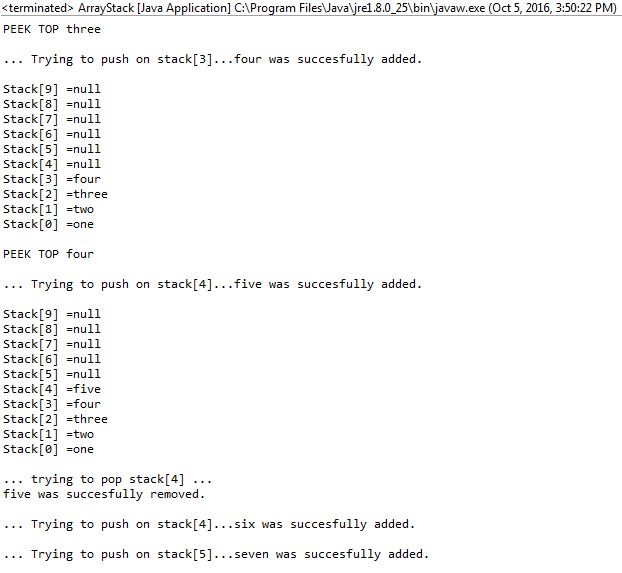 <terminated> ArrayStack [Java Application] C:\Program Files\Java\jre1.8.0_25\bin\javaw.exe (Oct 5, 2016, 3:50:22 PM)
PEEK TOP three
... Trying to push on stack[3]...four was succesfully added.
Stack[9] =null
Stack[8] =null
Stack[7] =null
Stack[6] =null
Stack[5] =null
Stack[4] =null
Stack[3] =four
Stack[2] =three
Stack[1] =two
Stack[0] =one
PEEK TOP four
... Trying to push on stack[4]...five was succesfully added.
Stack[9] =null
Stack[8] =null
Stack[7] =null
Stack[6] =null
Stack[5] =null
Stack[4] =five
Stack[3] =four
Stack[2] =three
Stack[1] =two
Stack[0] =one
... trying to pop stack[4] ...
five was succesfully removed.
... Trying to push on stack[4]...six was succesfully added.
... Trying to push on stack[5]...seven was succesfully added.